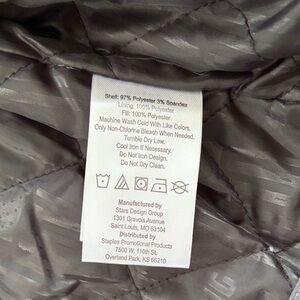 Shell: 97% Polyester 3% Spandex
Lining: 100% Polyester
Fill: 100% Polyester
Machine Wash Cold With Like Colors.
Only Non-Chlorine Bleach When Needed.
Tumble Dry Low.
Cool Iron If Necessary.
Do Not Iron Design.
Do Not Dry Clean.
Manufactured by
Stars Design Group
1301 Gravois Avenue
Saint Louis, MO 63104
Distributed by
Staples Promotional Products
7500 W. 110th St.
Overland Park, KS 66210